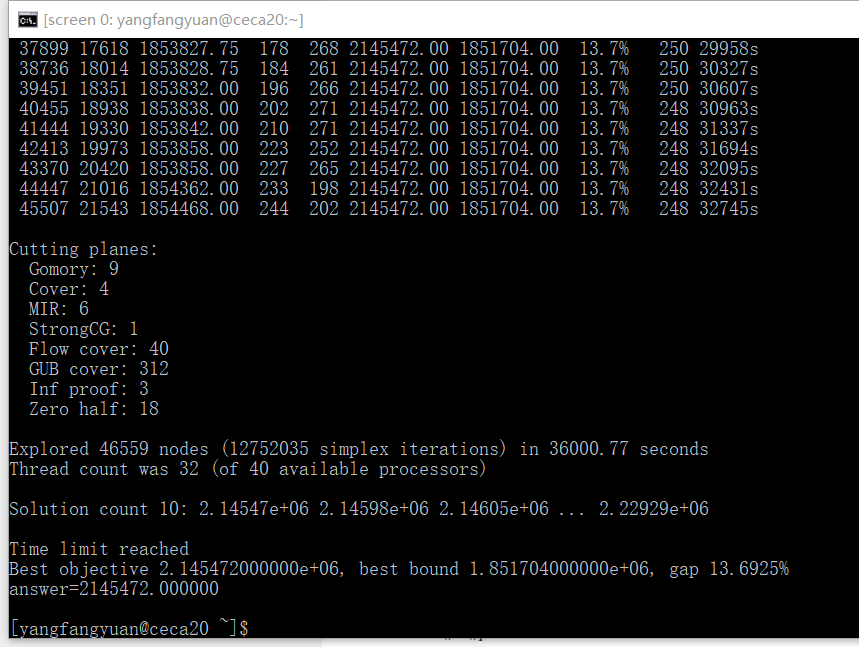 [screen 0: yangfangyuan@ceca20:~]
37899 17618 1853827.75 178 268 2145472.00 1851704.00 13.7% 250 29958s
38736 18014 1853828.75 184 261 2145472.00 1851704.00 13.7% 250 30327s
39451 18351 1853832.00 196 266 2145472.00 1851704.00 13.7% 250 30607s
40455 18938 1853838.00 202 271 2145472.00 1851704.00 13.7% 248 30963s
41444 19330 1853842.00 210 271 2145472.00 1851704.00 13.7% 248 31337s
42413 19973 1853858.00 223 252 2145472.00 1851704.00 13.7% 248 31694s
43370 20420 1853858.00 227 265 2145472.00 1851704.00 13.7% 248 32095s
44447 21016 1854362.00 233 198 2145472.00 1851704.00 13.7% 248 32431s
45507 21543 1854468.00 244 202 2145472.00 1851704.00 13.7% 248 32745s
Cutting planes:
Gomory: 9
Cover: 4
MIR: 6
StrongCG: 1
Flow cover: 40
GUB cover: 312
Inf proof: 3
Zero half: 18
Explored 46559 nodes (12752035 simplex iterations) in 36000.77 seconds
Thread count was 32 (of 40 available processors)
Solution count 10: 2.14547e+06 2.14598e+06 2.14605e+06 ... 2.22929e+06
Time limit reached
Best objective 2.145472000000e+06, best bound 1.851704000000e+06, gap 13.6925%
answer=2145472.000000
[yangfangyuan@ceca20 ~]$